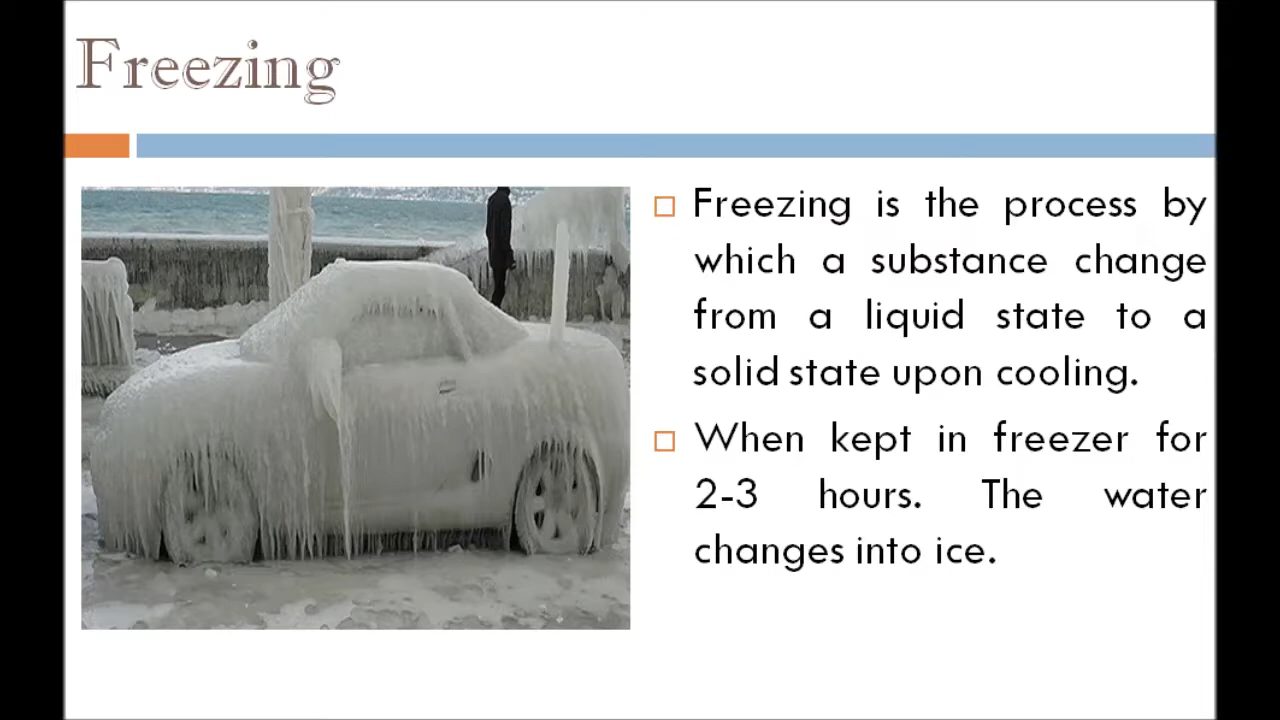 Freezing
Freezing is the process by
which a substance change
from a liquid state to a
solid state upon cooling.
When kept in freezer for
2-3 hours. The water
changes into ice.